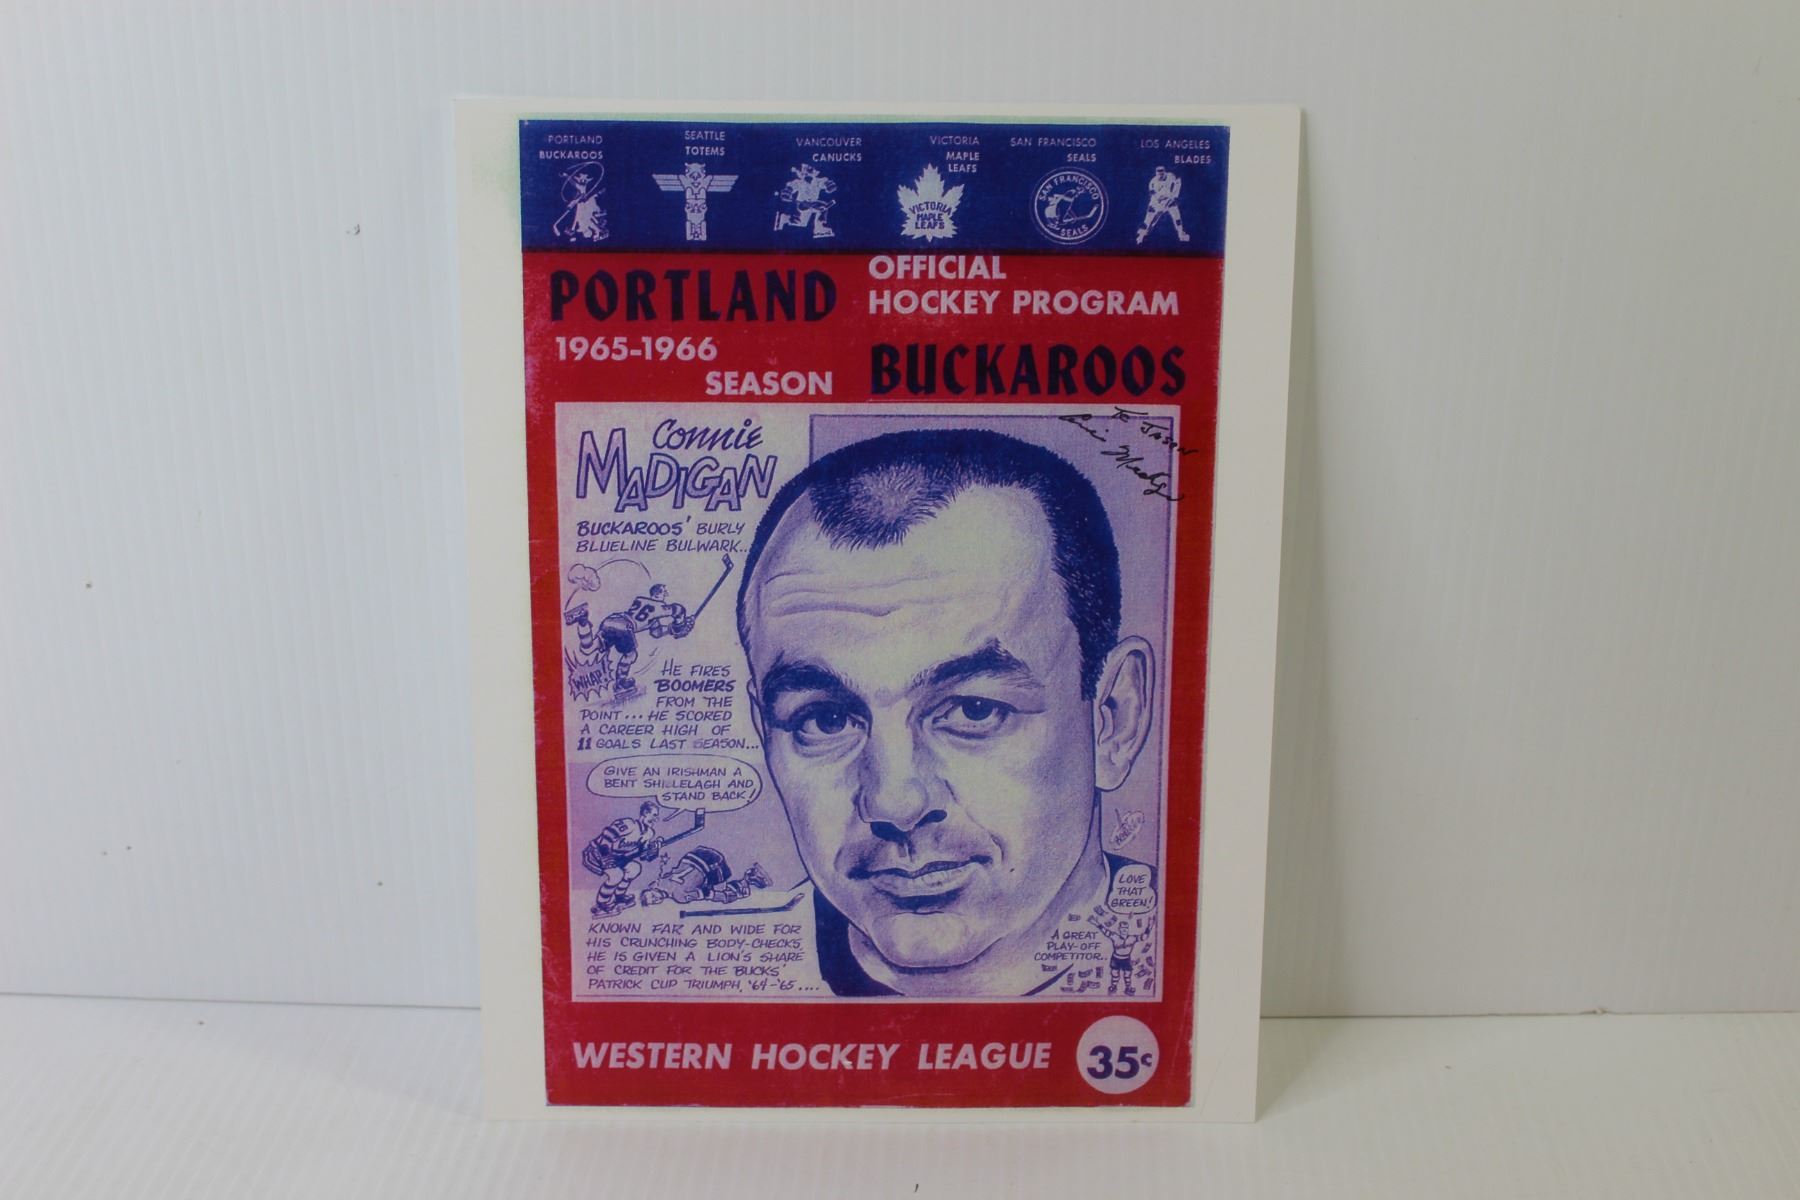 PORTLAND
BUCKAROOS
SEATTLE
TOTEMS
VANCOUVER
CANUCKS
VICTORIA
MAPLE
LEAFS
VICTORIA
MAPLE
LEAFS
SAN FRANCISCO
SEALS
SAN FRANCISCO
SEALS
LOS ANGELES
BLADES
PORTLAND
OFFICIAL
HOCKEY PROGRAM
1965-1966
SEASON
BUCKAROOS
To JASON
Connie Madigan
Connie
MADIGAN
BUCKAROOS' BURLY
BLUELINE BULWARK..
26
WHAP!
HE FIRES
BOOMERS
FROM THE
POINT... HE SCORED
A CAREER HIGH OF
11 GOALS LAST SEASON...
GIVE AN IRISHMAN A
BENT SHILLELAGH AND
STAND BACK!
KNOWN FAR AND WIDE FOR
HIS CRUNCHING BODY-CHECKS,
HE IS GIVEN A LION'S SHARE
OF CREDIT FOR THE BUCKS'
PATRICK CUP TRIUMPH, '64-'65....
LOVE
THAT
GREEN!
A GREAT
PLAY-OFF
COMPETITOR..
WESTERN HOCKEY LEAGUE
35¢